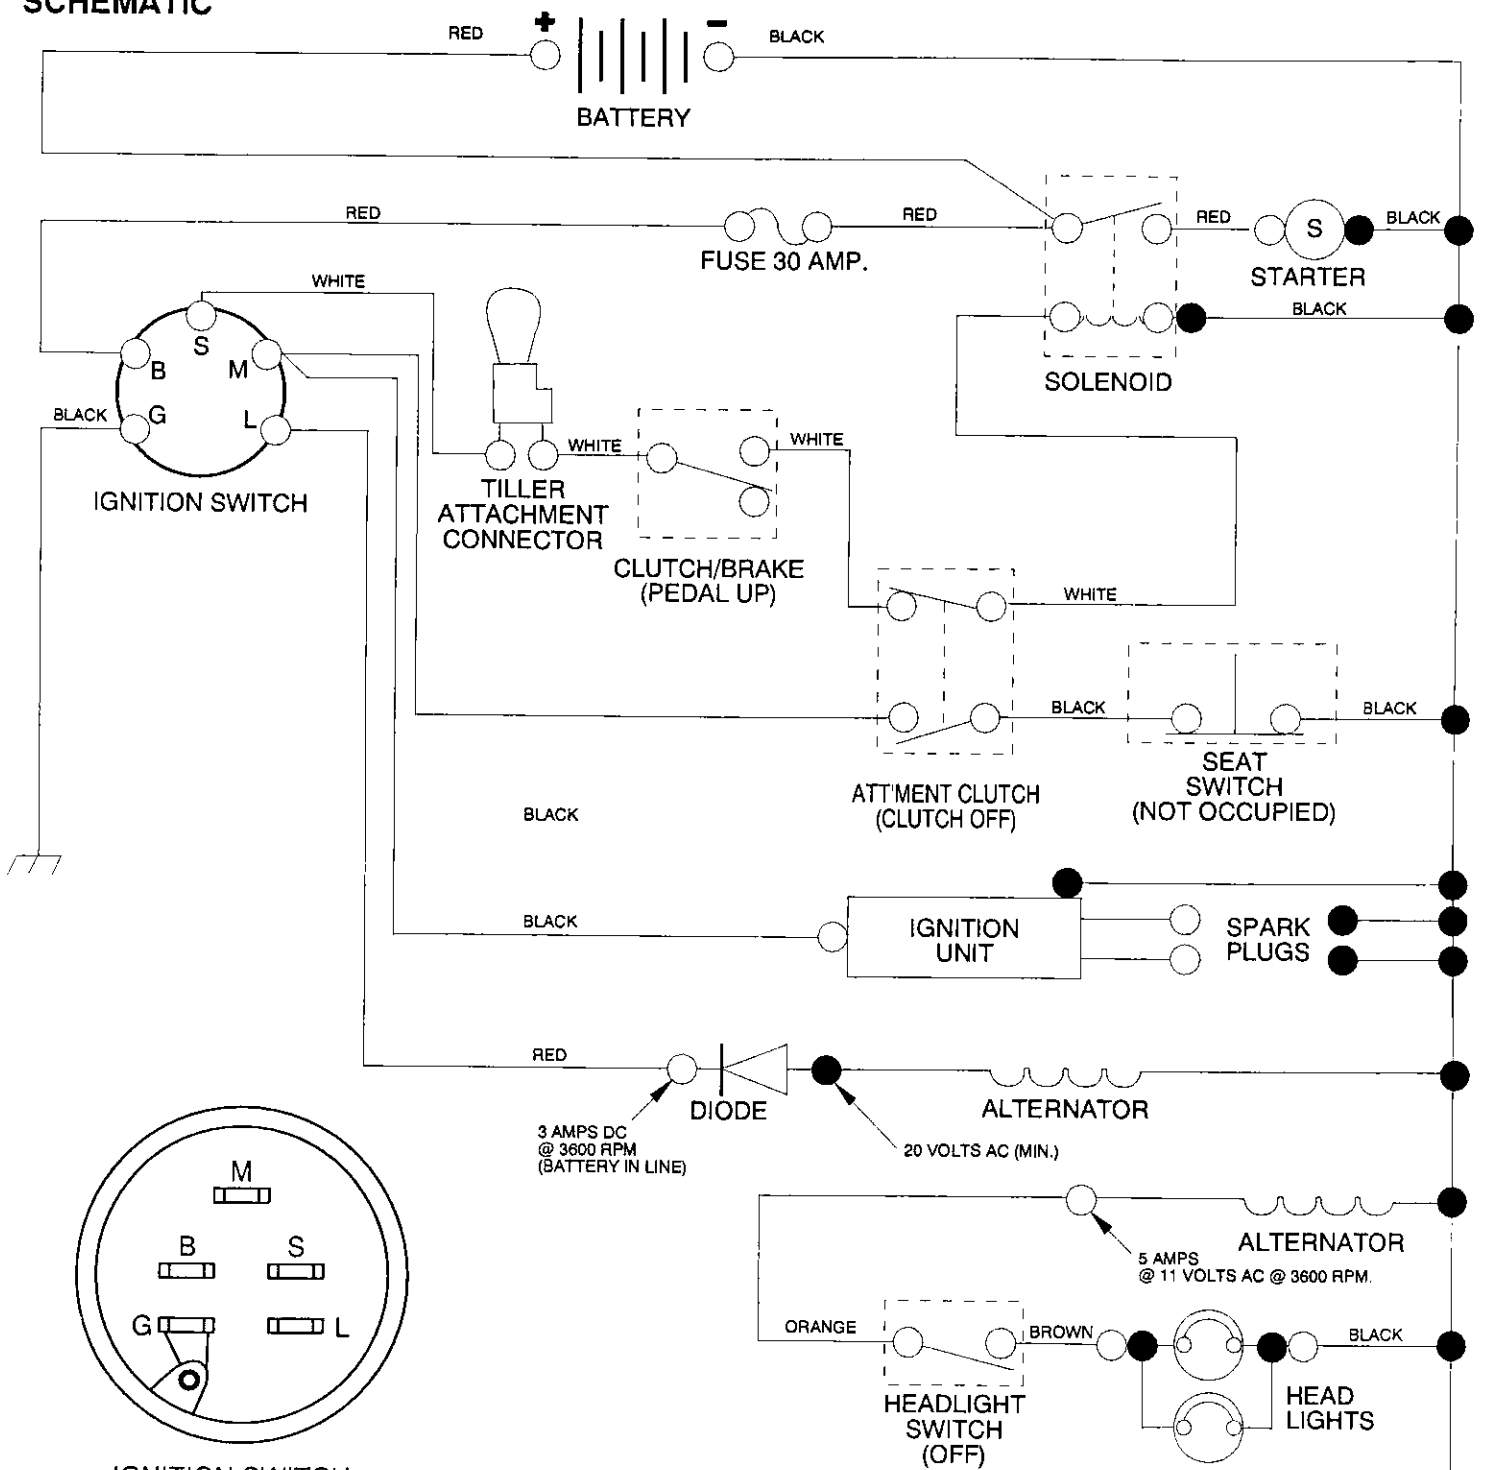 SCHEMATIC
RED
+
-
BLACK
BATTERY
RED
RED
RED
S
BLACK
FUSE 30 AMP.
STARTER
WHITE
BLACK
S
B
M
SOLENOID
BLACK
G
L
WHITE
WHITE
IGNITION SWITCH
TILLER
ATTACHMENT
CONNECTOR
CLUTCH/BRAKE
(PEDAL UP)
WHITE
BLACK
BLACK
SEAT
SWITCH
(NOT OCCUPIED)
ATT'MENT CLUTCH
(CLUTCH OFF)
BLACK
BLACK
IGNITION
UNIT
SPARK
PLUGS
RED
DIODE
ALTERNATOR
3 AMPS DC
@ 3600 RPM
(BATTERY IN LINE)
20 VOLTS AC (MIN.)
M
B
S
G
L
ALTERNATOR
5 AMPS
@ 11 VOLTS AC @ 3600 RPM.
ORANGE
BROWN
BLACK
HEADLIGHT
SWITCH
(OFF)
HEAD
LIGHTS
IGNITION SWITCH